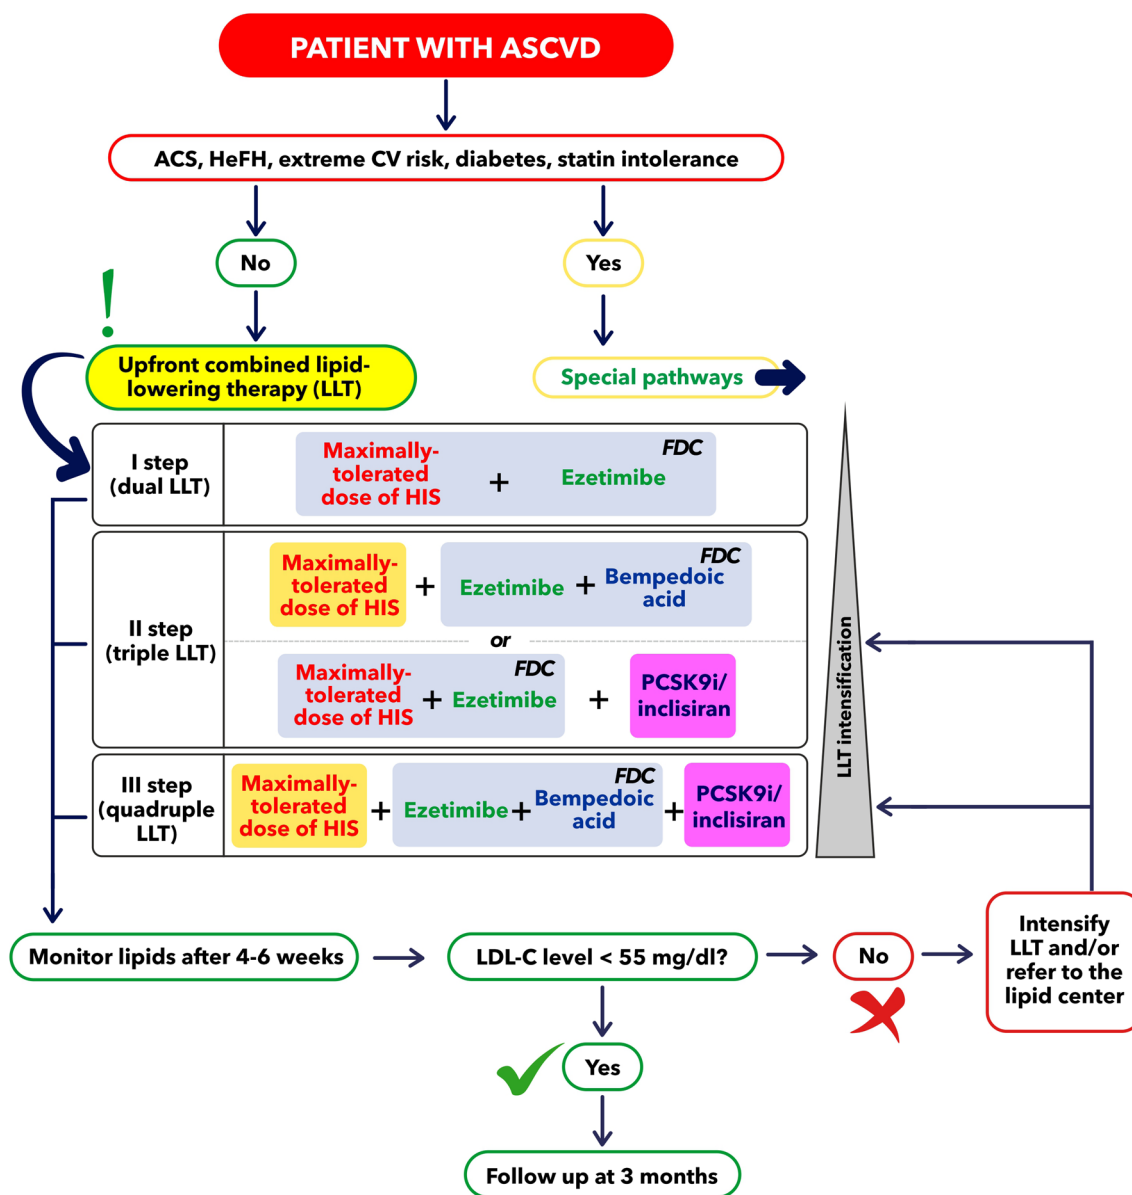 PATIENT WITH ASCVD
ACS, HeFH, extreme CV risk, diabetes, statin intolerance
No
Yes
!
Upfront combined lipid-
lowering therapy (LLT)
Special pathways
I step
(dual LLT)
Maximally-
tolerated
dose of HIS
+
Ezetimibe
FDC
II step
(triple LLT)
Maximally-
tolerated
dose of HIS
+
Ezetimibe
+
Bempedoic
acid
FDC
or
Maximally-
tolerated
dose of HIS
+
Ezetimibe
FDC
+
PCSK9i/
inclisiran
III step
(quadruple
LLT)
Maximally-
tolerated
dose of HIS
+
Ezetimibe
+
Bempedoic
acid
FDC
+
PCSK9i/
inclisiran
LLT intensification
Monitor lipids after 4-6 weeks
LDL-C level < 55 mg/dl?
No
Intensify
LLT and/or
refer to the
lipid center
Yes
Follow up at 3 months